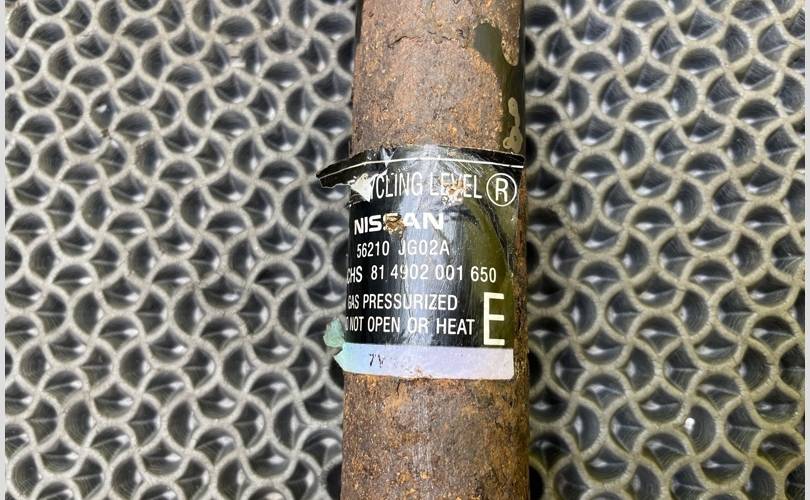 CYCLING LEVEL R
NISSAN
56210 JG02A
CHS 81 4902 001 650
GAS PRESSURIZED
NOT OPEN OR HEAT
E